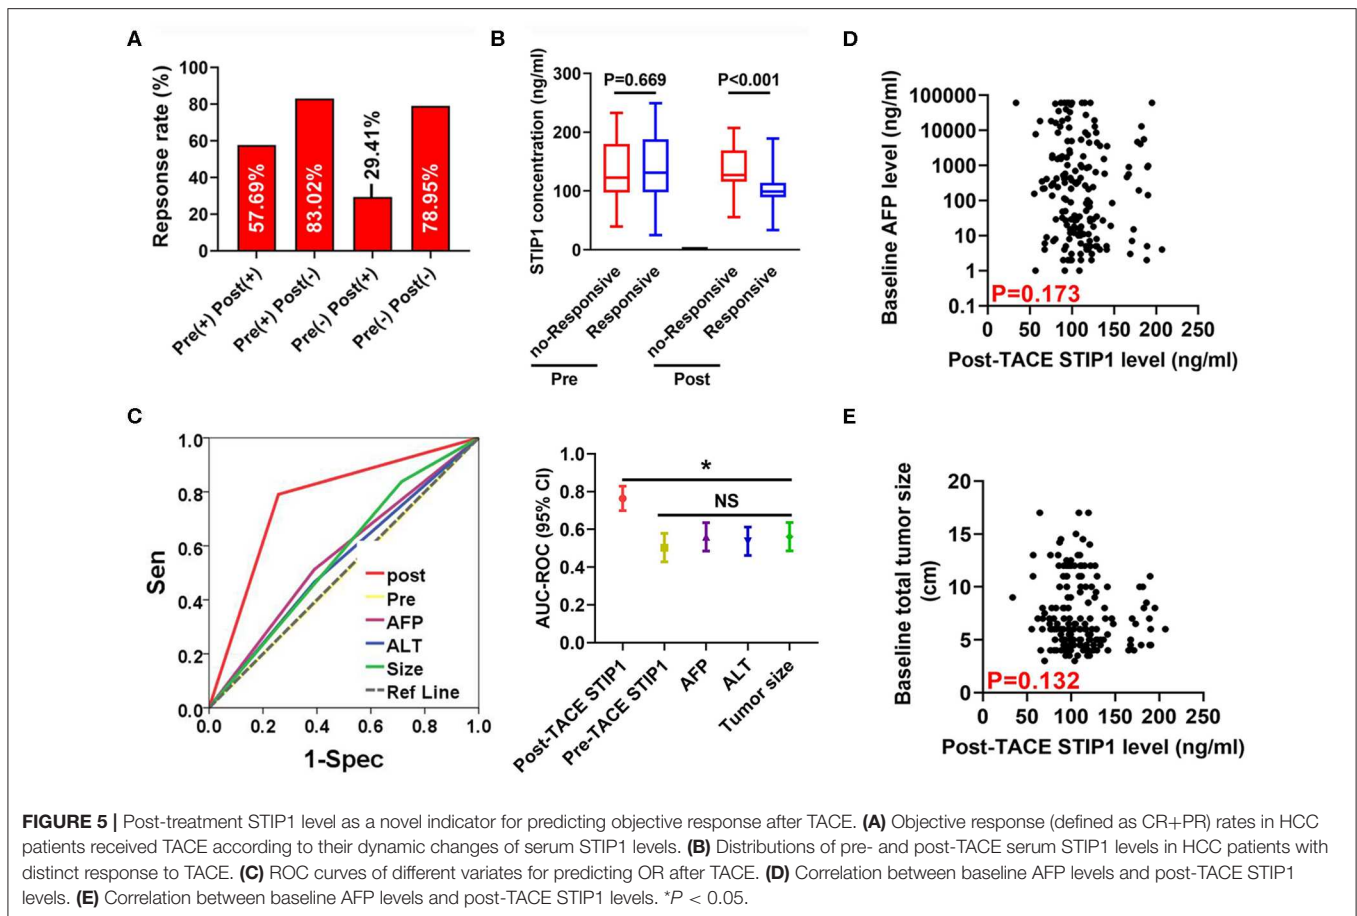 A
Repsonse rate (%)
100
80
60
40
20
0
57.69%
83.02%
29.41%
78.95%
Pre(+) Post(+)
Pre(+) Post(-)
Pre(-) Post(+)
Pre(-) Post(-)
B
STIP1 concentration (ng/ml)
300
200
100
0
P=0.669
P<0.001
no-Responsive
Responsive
no-Responsive
Responsive
Pre
Post
D
Baseline AFP level (ng/ml)
100000
10000
1000
100
10
1
0.1
P=0.173
0 50 100 150 200 250
Post-TACE STIP1 level (ng/ml)
C
Sen
1.0
0.8
0.6
0.4
0.2
0.0
post
Pre
AFP
ALT
Size
Ref Line
0.0 0.2 0.4 0.6 0.8 1.0
1-Spec
AUC-ROC (95% CI)
1.0
0.8
0.6
0.4
0.2
0.0
*
NS
Post-TACE STIP1
Pre-TACE STIP1
AFP
ALT
Tumor size
E
Baseline total tumor size
(cm)
20
15
10
5
0
P=0.132
0 50 100 150 200 250
Post-TACE STIP1 level (ng/ml)
FIGURE 5 | Post-treatment STIP1 level as a novel indicator for predicting objective response after TACE. (A) Objective response (defined as CR+PR) rates in HCC
patients received TACE according to their dynamic changes of serum STIP1 levels. (B) Distributions of pre- and post-TACE serum STIP1 levels in HCC patients with
distinct response to TACE. (C) ROC curves of different variates for predicting OR after TACE. (D) Correlation between baseline AFP levels and post-TACE STIP1
levels. (E) Correlation between baseline AFP levels and post-TACE STIP1 levels. *P < 0.05.